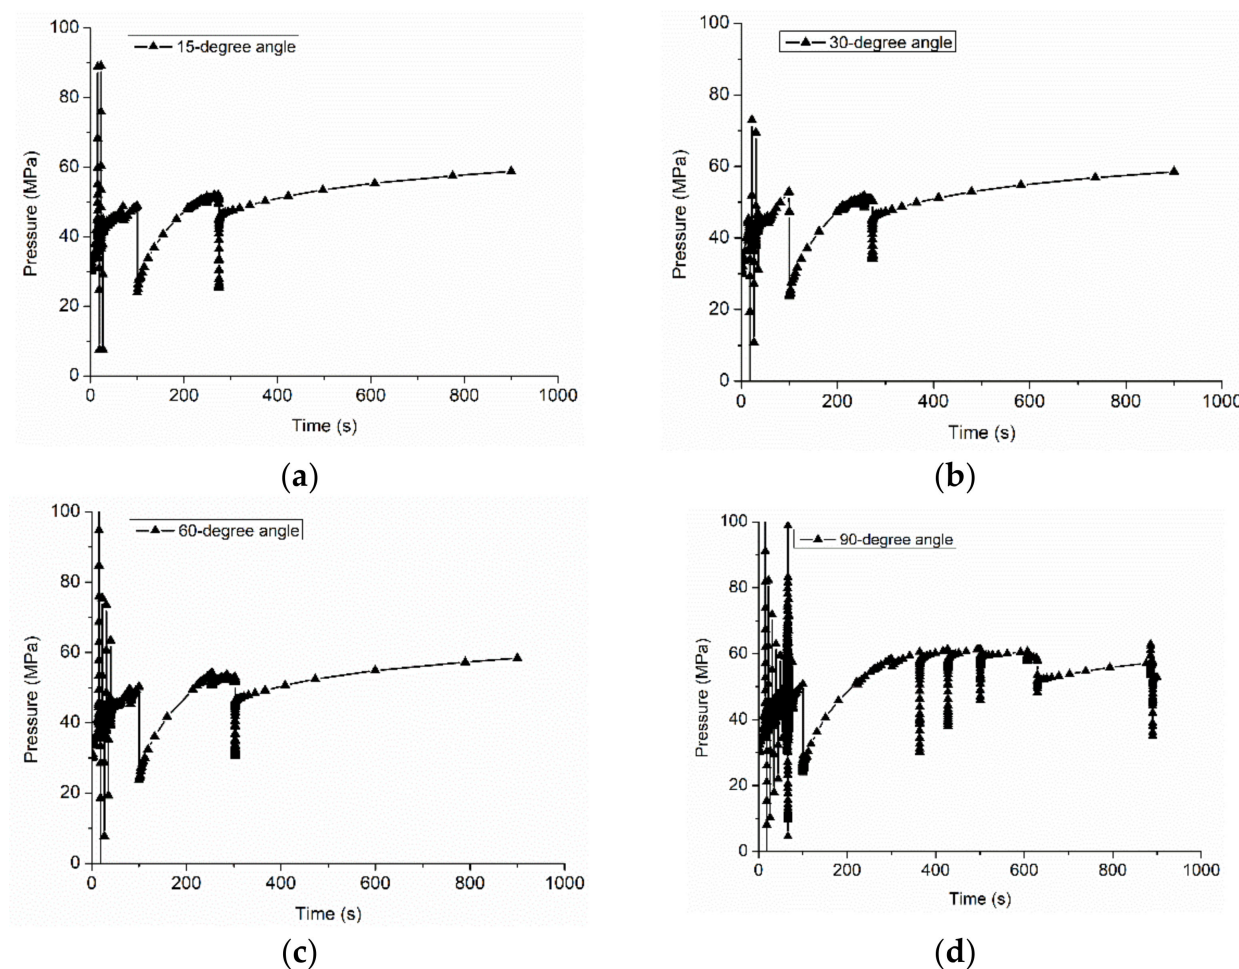 15-degree angle
100
80
60
40
20
0
Pressure (MPa)
0 200 400 600 800 1000
Time (s)
(a)
30-degree angle
100
80
60
40
20
0
Pressure (MPa)
0 200 400 600 800 1000
Time (s)
(b)
60-degree angle
100
80
60
40
20
0
Pressure (MPa)
0 200 400 600 800 1000
Time (s)
(c)
90-degree angle
100
80
60
40
20
0
Pressure (MPa)
0 200 400 600 800 1000
Time (s)
(d)